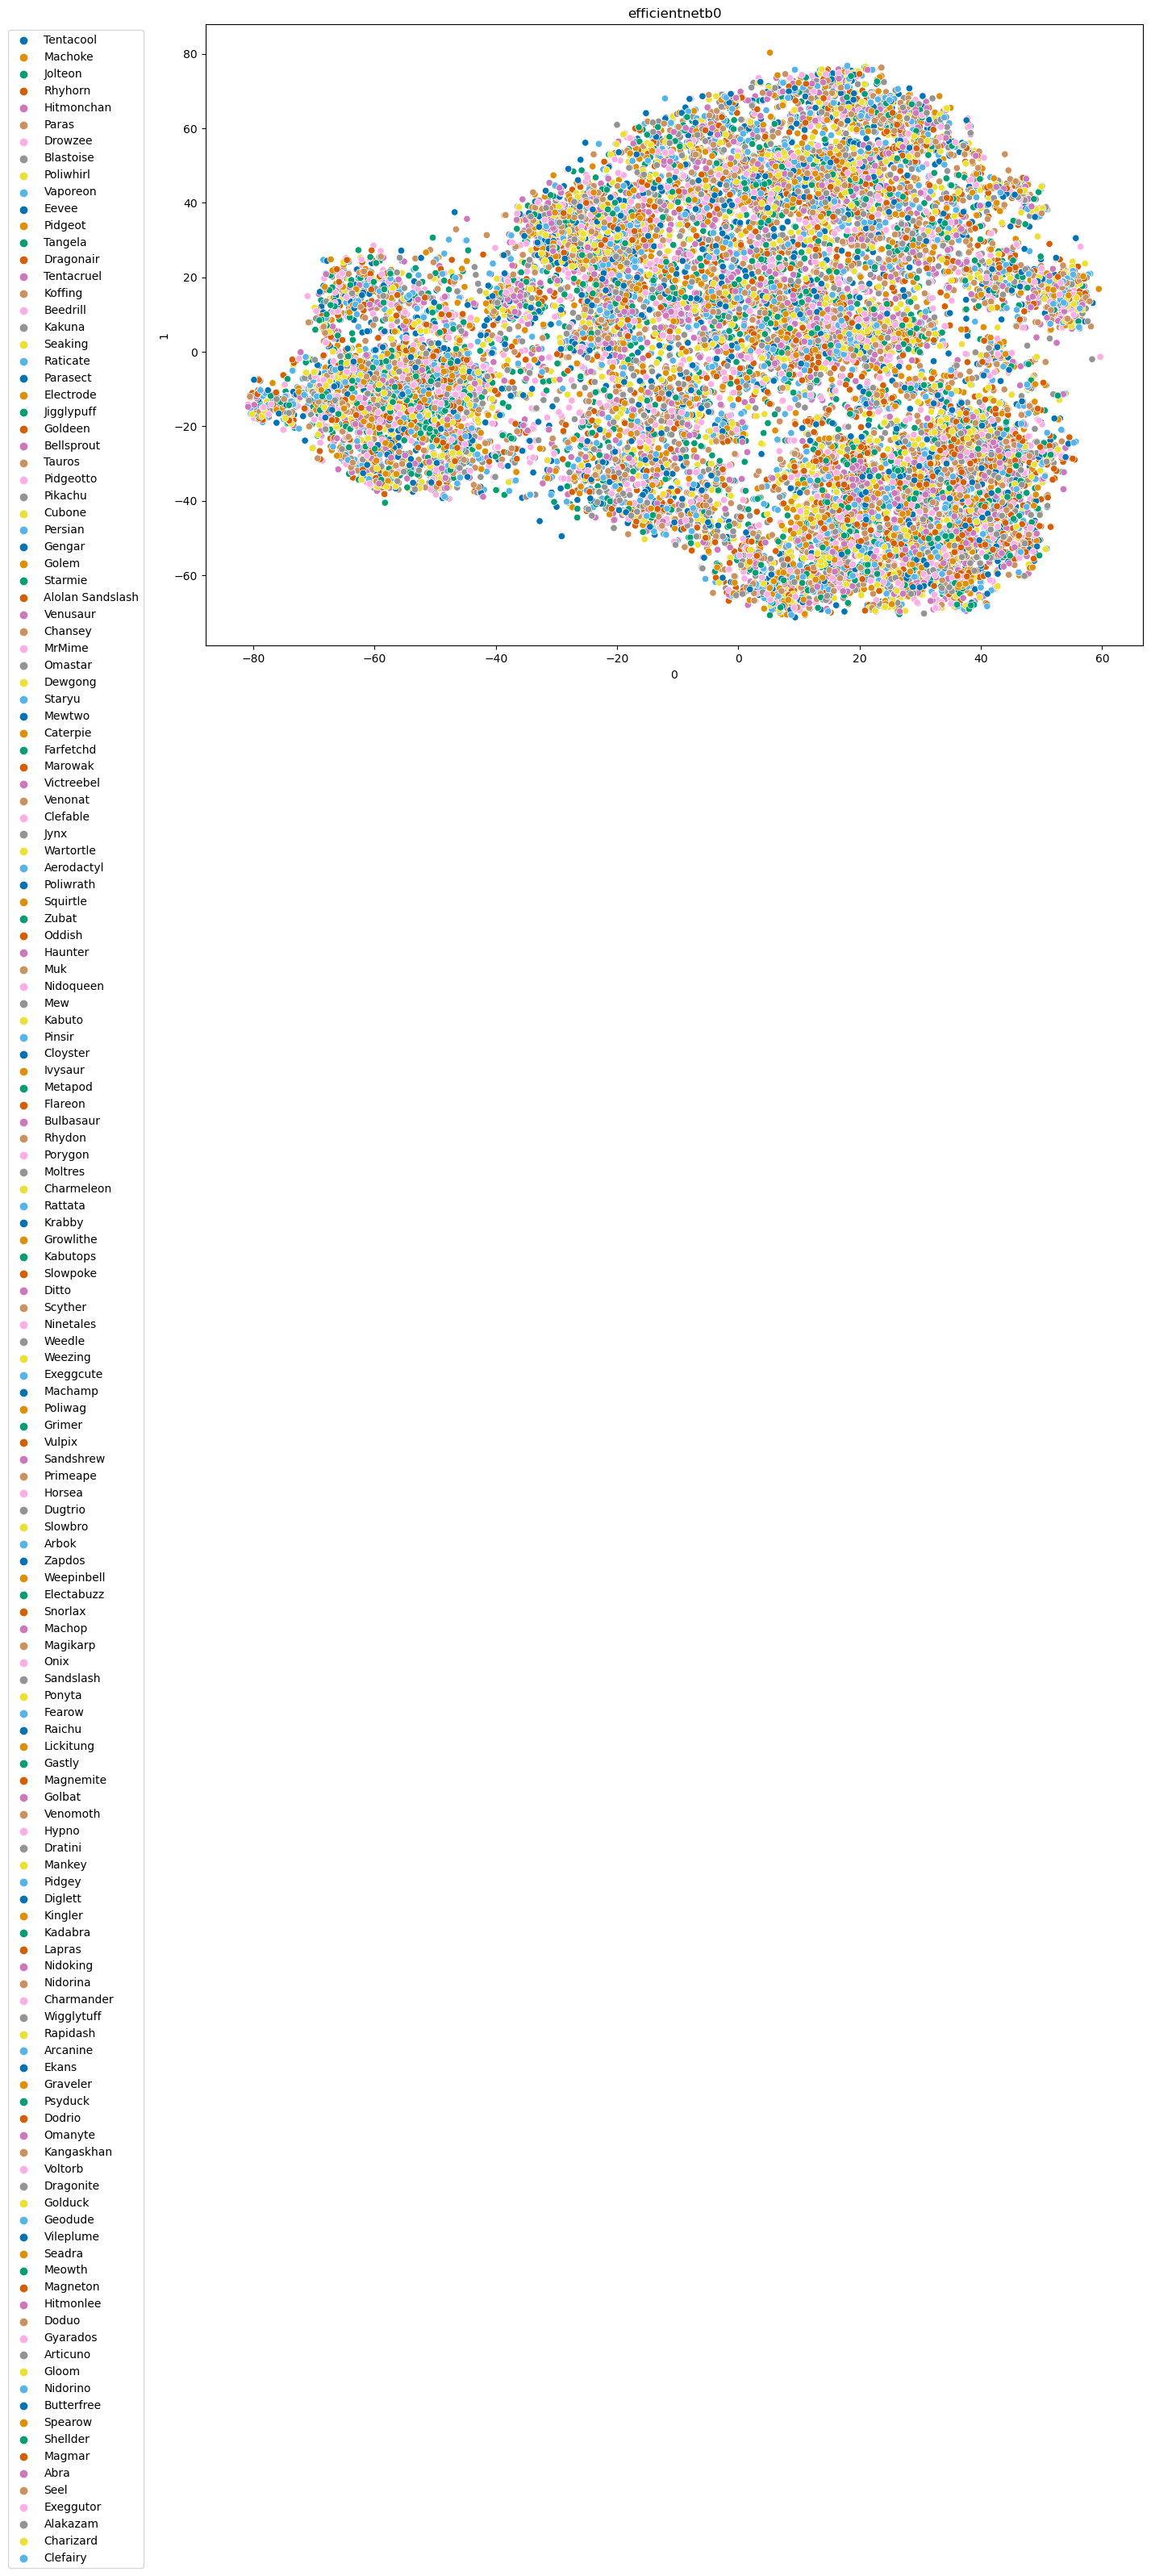 efficientnetb0
Tentacool
Machoke
Jolteon
Rhyhorn
Hitmonchan
Paras
Drowzee
Blastoise
Poliwhirl
Vaporeon
Eevee
Pidgeot
Tangela
Dragonair
Tentacruel
Koffing
Beedrill
Kakuna
Seaking
Raticate
Parasect
Electrode
Jigglypuff
Goldeen
Bellsprout
Tauros
Pidgeotto
Pikachu
Cubone
Persian
Gengar
Golem
Starmie
Alolan Sandslash
Venusaur
Chansey
MrMime
Omastar
Dewgong
Staryu
Mewtwo
Caterpie
Farfetchd
Marowak
Victreebel
Venonat
Clefable
Jynx
Wartortle
Aerodactyl
Poliwrath
Squirtle
Zubat
Oddish
Haunter
Muk
Nidoqueen
Mew
Kabuto
Pinsir
Cloyster
Ivysaur
Metapod
Flareon
Bulbasaur
Rhydon
Porygon
Moltres
Charmeleon
Rattata
Krabby
Growlithe
Kabutops
Slowpoke
Ditto
Scyther
Ninetales
Weedle
Weezing
Exeggcute
Machamp
Poliwag
Grimer
Vulpix
Sandshrew
Primeape
Horsea
Dugtrio
Slowbro
Arbok
Zapdos
Weepinbell
Electabuzz
Snorlax
Machop
Magikarp
Onix
Sandslash
Ponyta
Fearow
Raichu
Lickitung
Gastly
Magnemite
Golbat
Venomoth
Hypno
Dratini
Mankey
Pidgey
Diglett
Kingler
Kadabra
Lapras
Nidoking
Nidorina
Charmander
Wigglytuff
Rapidash
Arcanine
Ekans
Graveler
Psyduck
Dodrio
Omanyte
Kangaskhan
Voltorb
Dragonite
Golduck
Geodude
Vileplume
Seadra
Meowth
Magneton
Hitmonlee
Doduo
Gyarados
Articuno
Gloom
Nidorino
Butterfree
Spearow
Shellder
Magmar
Abra
Seel
Exeggutor
Alakazam
Charizard
Clefairy
80
60
40
20
0
−20
−40
−60
1
−80 −60 −40 −20 0 20 40 60
0